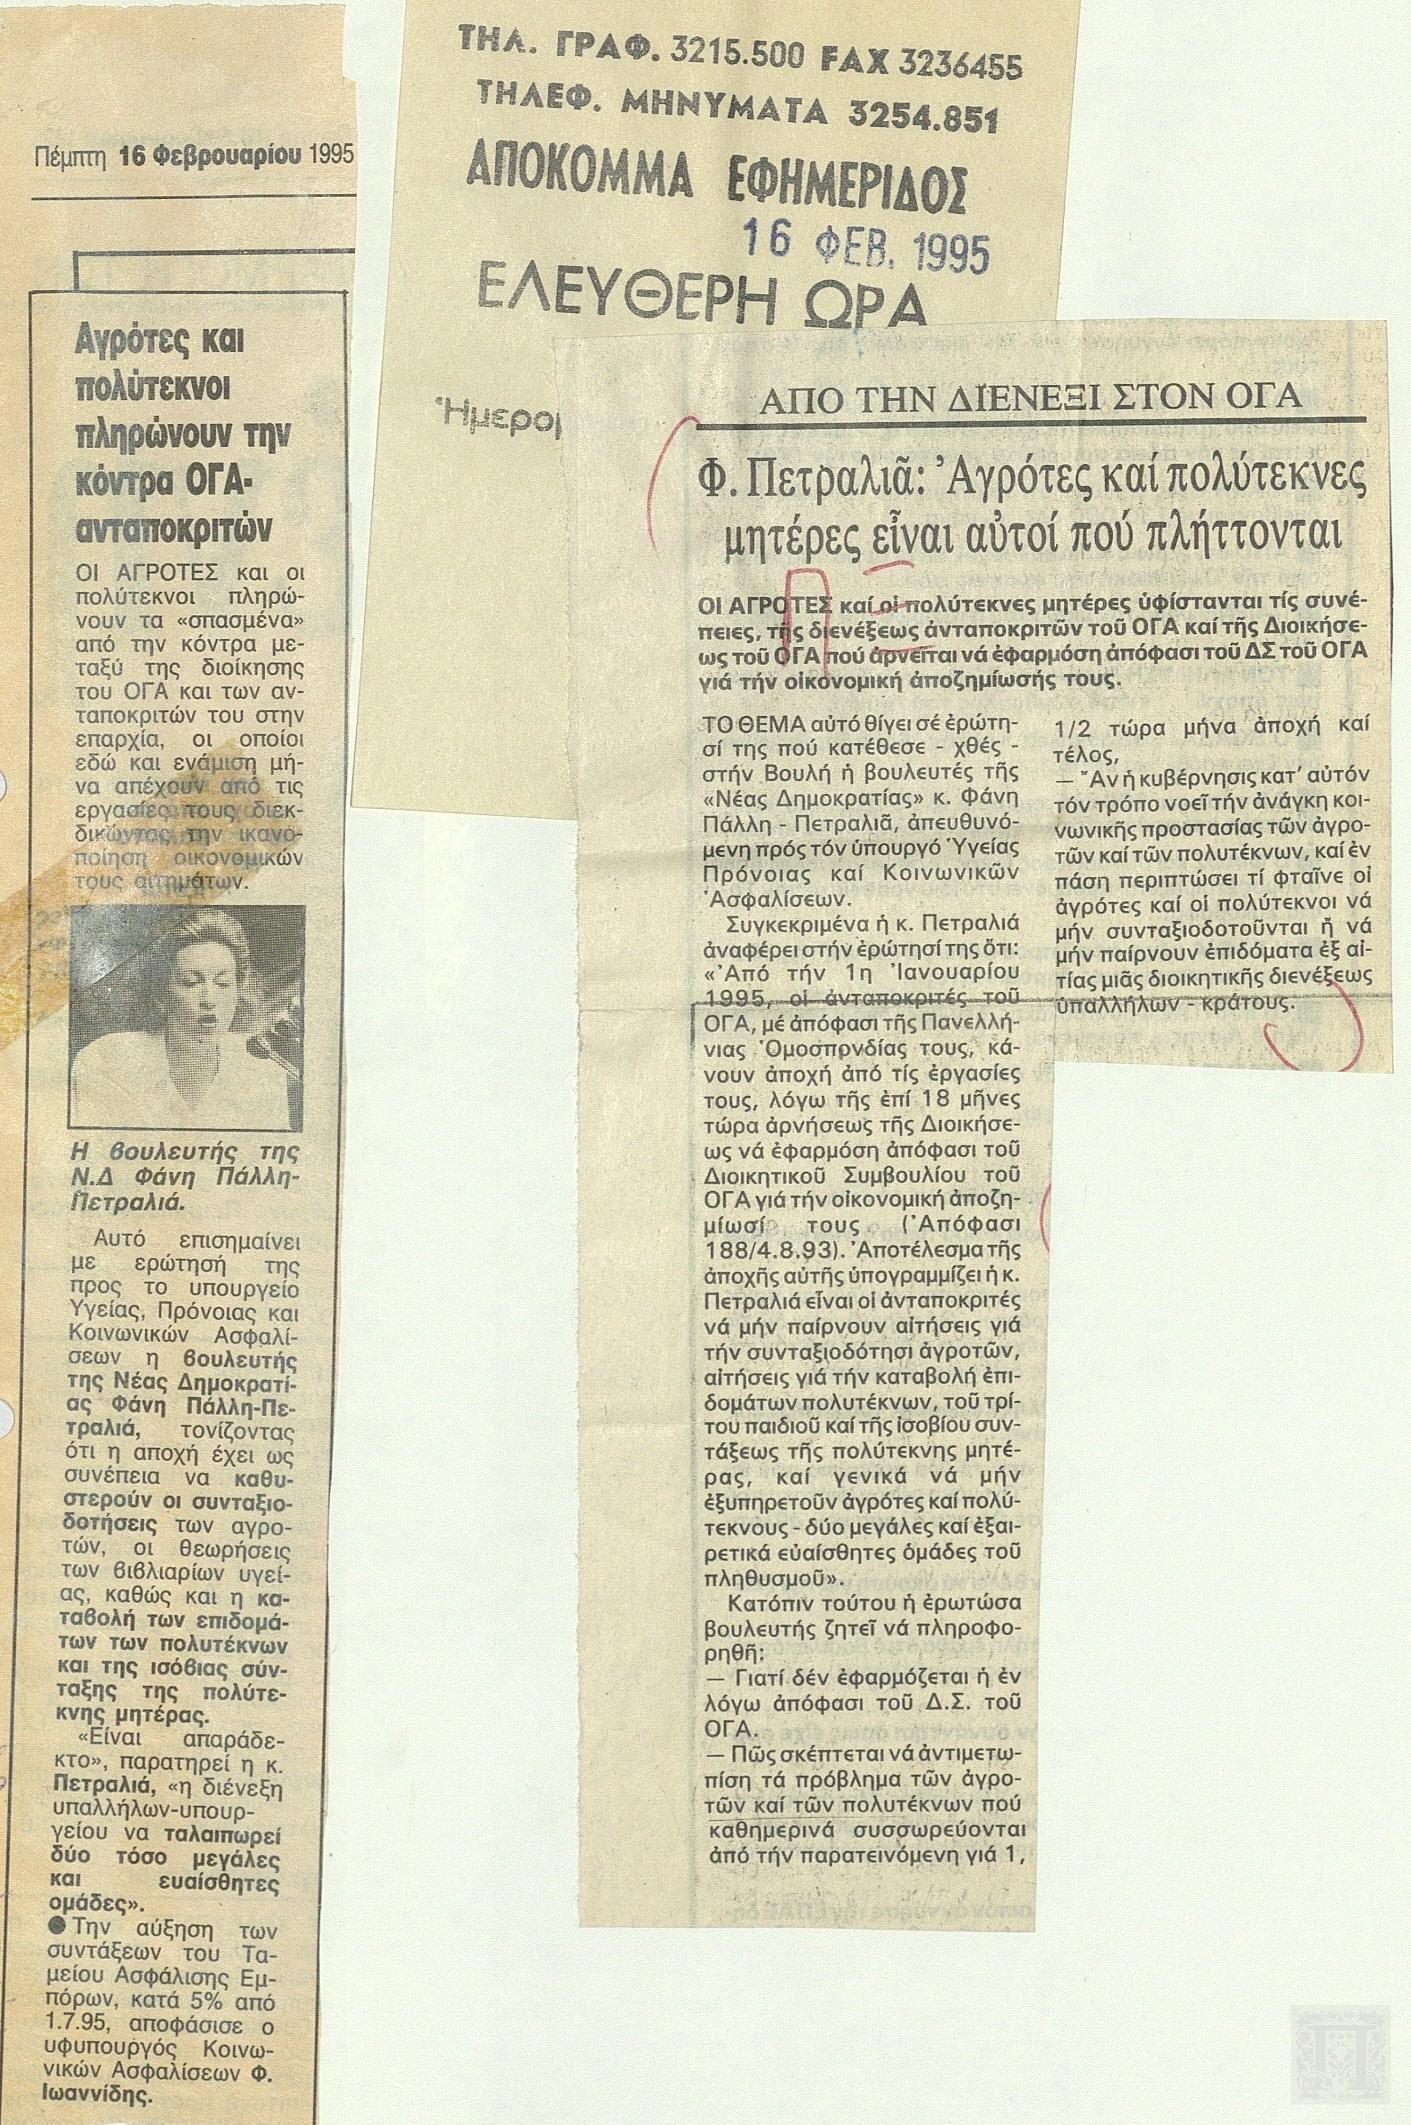 Πέμπτη 16 Φεβρουαρίου 1995
Αγρότες και
πολύτεκνοι
πληρώνουν την
κόντρα ΟΓΑ-
ανταποκριτών
ΟΙ ΑΓΡΟΤΕΣ και οι
πολύτεκνοι πληρώ-
νουν τα «σπασμένα»
από την κόντρα με-
ταξύ της διοίκησης
του ΟΓΑ και των αν-
ταποκριτών του στην
επαρχία, οι οποίοι
εδώ και ενάμιση μή-
να απέχουν από τις
εργασίες τους διεκ-
δικώντας την ικανο-
ποίηση οικονομικών
τους αιτημάτων.
Η βουλευτής της
Ν.Δ Φάνη Πάλλη-
Πετραλιά.
Αυτό επισημαίνει
με ερώτησή της
προς το υπουργείο
Υγείας, Πρόνοιας και
Κοινωνικών Ασφαλί-
σεων η βουλευτής
της Νέας Δημοκρατί-
ας Φάνη Πάλλη-Πε-
τραλιά, τονίζοντας
ότι η αποχή έχει ως
συνέπεια να καθυ-
στερούν οι συνταξιο-
δοτήσεις των αγρο-
τών, οι θεωρήσεις
των βιβλιαρίων υγεί-
ας, καθώς και η κα-
ταβολή των επιδομά-
των των πολυτέκνων
και της ισόβιας σύν-
ταξης της πολύτε-
κνης μητέρας.
«Είναι απαράδε-
κτο», παρατηρεί η κ.
Πετραλιά, «η διένεξη
υπαλλήλων-υπουρ-
γείου να ταλαιπωρεί
δύο τόσο μεγάλες
και ευαίσθητες
ομάδες».
● Την αύξηση των
συντάξεων του Τα-
μείου Ασφάλισης Εμ-
πόρων, κατά 5% από
1.7.95, αποφάσισε ο
υφυπουργός Κοινω-
νικών Ασφαλίσεων Φ.
Ιωαννίδης.
ΤΗΛ. ΓΡΑΦ. 3215.500 FAX 3236455
ΤΗΛΕΦ. ΜΗΝΥΜΑΤΑ 3254.851
ΑΠΟΚΟΜΜΑ ΕΦΗΜΕΡΙΔΟΣ
16 ΦΕΒ. 1995
ΕΛΕΥΘΕΡΗ ΩΡΑ
Ἡμερο
ΑΠΟ ΤΗΝ ΔΙΕΝΕΞΙ ΣΤΟΝ ΟΓΑ
Φ. Πετραλιᾶ: Ἀγρότες καί πολύτεκνες
μητέρες εἶναι αὐτοί πού πλήττονται
ΟΙ ΑΓΡΟΤΕΣ καί οἱ πολύτεκνες μητέρες ὑφίστανται τίς συνέ-
πειες, τῆς διενέξεως ἀνταποκριτῶν τοῦ ΟΓΑ καί τῆς Διοικήσε-
ως τοῦ ΟΓΑ πού ἀρνεῖται νά ἐφαρμόση ἀπόφασι τοῦ ΔΣ τοῦ ΟΓΑ
γιά τήν οἰκονομική ἀποζημίωσής τους.
ΤΟ ΘΕΜΑ αὐτό θίγει σέ ἐρώτη-
σί της πού κατέθεσε - χθές -
στήν Βουλή ἡ βουλευτές τῆς
«Νέας Δημοκρατίας» κ. Φάνη
Πάλλη - Πετραλιᾶ, ἀπευθυνό-
μενη πρός τόν ὑπουργό Ὑγείας
Πρόνοιας καί Κοινωνικῶν
Ἀσφαλίσεων.
Συγκεκριμένα ἡ κ. Πετραλιά
ἀναφέρει στήν ἐρώτησί της ὅτι:
«Ἀπό τήν 1η Ἰανουαρίου
1995, οἱ ἀνταποκριτές τοῦ
ΟΓΑ, μέ ἀπόφασι τῆς Πανελλή-
νιας Ὁμοσπρνδίας τους, κά-
νουν ἀποχή ἀπό τίς ἐργασίες
τους, λόγω τῆς ἐπί 18 μῆνες
τώρα ἀρνήσεως τῆς Διοικήσε-
ως νά ἐφαρμόση ἀπόφασι τοῦ
Διοικητικοῦ Συμβουλίου τοῦ
ΟΓΑ γιά τήν οἰκονομική ἀποζη-
μίωσί τους (Ἀπόφασι
188/4.8.93). Ἀποτέλεσμα τῆς
ἀποχῆς αὐτῆς ὑπογραμμίζει ἡ κ.
Πετραλιά εἶναι οἱ ἀνταποκριτές
νά μήν παίρνουν αἰτήσεις γιά
τήν συνταξιοδότησι ἀγροτῶν,
αἰτήσεις γιά τήν καταβολή ἐπι-
δομάτων πολυτέκνων, τοῦ τρί-
του παιδιοῦ καί τῆς ἰσοβίου συν-
τάξεως τῆς πολύτεκνης μητέ-
ρας, καί γενικά νά μήν
ἐξυπηρετοῦν ἀγρότες καί πολύ-
τεκνους - δύο μεγάλες καί ἐξαι-
ρετικά εὐαίσθητες ὁμάδες τοῦ
πληθυσμοῦ».
Κατόπιν τούτου ἡ ἐρωτώσα
βουλευτής ζητεῖ νά πληροφο-
ρηθῆ:
— Γιατί δέν ἐφαρμόζεται ἡ ἐν
λόγω ἀπόφασι τοῦ Δ.Σ. τοῦ
ΟΓΑ.
— Πῶς σκέπτεται νά ἀντιμετω-
πίση τά πρόβλημα τῶν ἀγρο-
τῶν καί τῶν πολυτέκνων πού
καθημερινά συσσωρεύονται
ἀπό τήν παρατεινόμενη γιά 1,
1/2 τώρα μήνα ἀποχή καί
τέλος,
— Ἄν ἡ κυβέρνησις κατ' αὐτόν
τόν τρόπο νοεῖ τήν ἀνάγκη κοι-
νωνικῆς προστασίας τῶν ἀγρο-
τῶν καί τῶν πολυτέκνων, καί ἐν
πάση περιπτώσει τί φταῖνε οἱ
ἀγρότες καί οἱ πολύτεκνοι νά
μήν συνταξιοδοτοῦνται ἤ νά
μήν παίρνουν ἐπιδόματα ἐξ αἰ-
τίας μιᾶς διοικητικῆς διενέξεως
ὑπαλλήλων - κράτους.